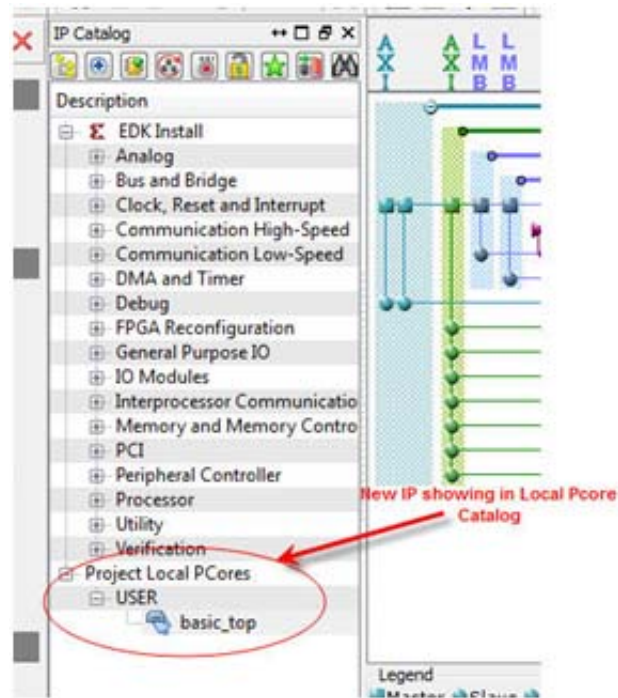 IP Catalog
Description
EDK Install
Analog
Bus and Bridge
Clock, Reset and Interrupt
Communication High-Speed
Communication Low-Speed
DMA and Timer
Debug
FPGA Reconfiguration
General Purpose IO
IO Modules
Interprocessor Communicatio
Memory and Memory Contro
PCI
Peripheral Controller
Processor
Utility
Verification
Project Local PCores
USER
basic_top
AXI
AXI
LMB
LMB
New IP showing in Local Pcore
Catalog
Legend
Master Slave